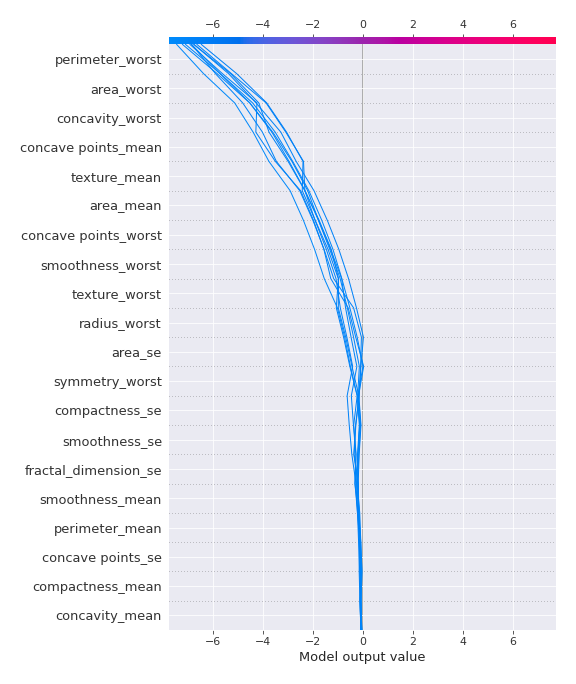 −6 −4 −2 0 2 4 6
perimeter_worst
area_worst
concavity_worst
concave points_mean
texture_mean
area_mean
concave points_worst
smoothness_worst
texture_worst
radius_worst
area_se
symmetry_worst
compactness_se
smoothness_se
fractal_dimension_se
smoothness_mean
perimeter_mean
concave points_se
compactness_mean
concavity_mean
−6 −4 −2 0 2 4 6
Model output value